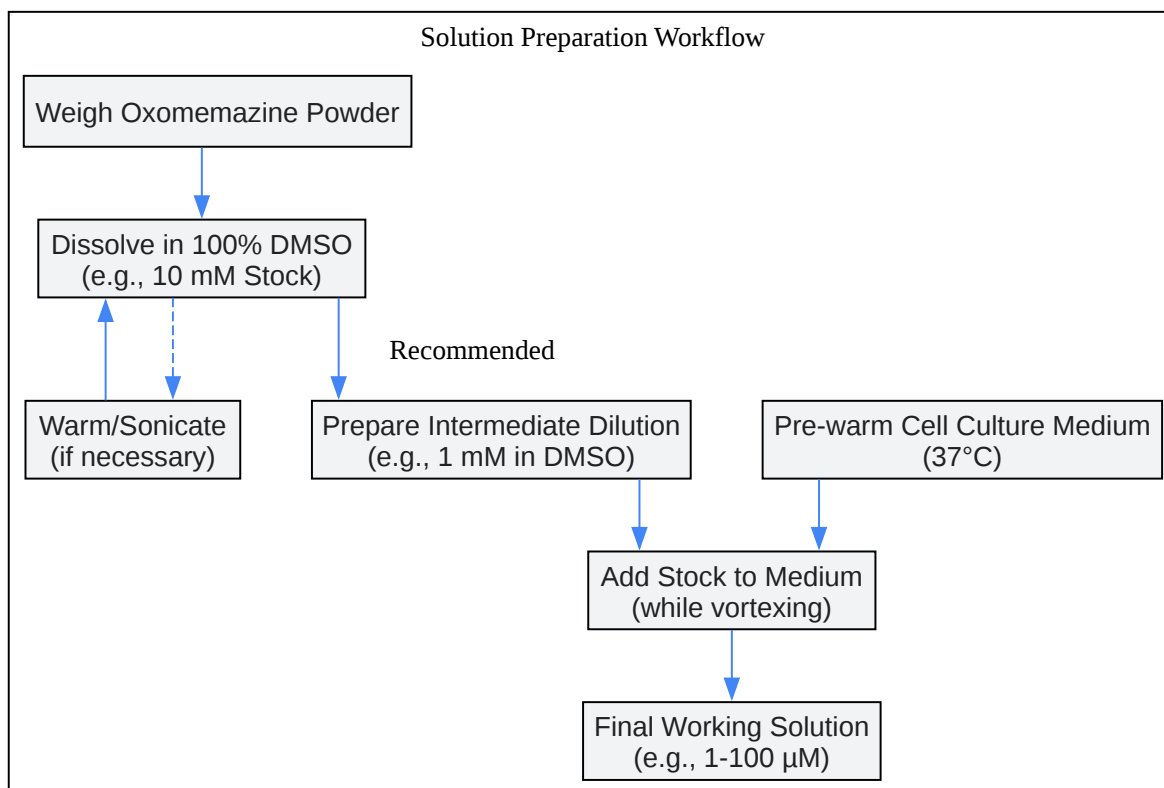 Solution Preparation Workflow
Weigh Oxomemazine Powder
Dissolve in 100% DMSO
(e.g., 10 mM Stock)
Recommended
Warm/Sonicate
(if necessary)
Prepare Intermediate Dilution
(e.g., 1 mM in DMSO)
Pre-warm Cell Culture Medium
(37°C)
Add Stock to Medium
(while vortexing)
Final Working Solution
(e.g., 1-100 µM)